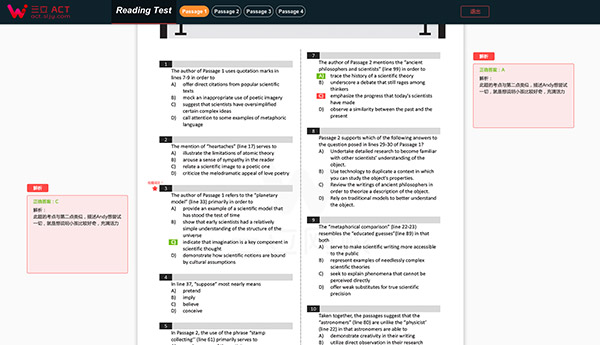 三立 ACT
act.sljy.com
Reading Test
Passage 1
Passage 2
Passage 3
Passage 4
退出
1
The author of Passage 1 uses quotation marks in
lines 7-9 in order to
A) offer direct citations from popular scientific
texts
B) mock an inappropriate use of poetic imagery
C) suggest that scientists have oversimplified
certain complex ideas
D) call attention to some examples of metaphoric
language
2
The mention of "heartaches" (line 17) serves to
A) illustrate the limitations of atomic theory
B) arouse a sense of sympathy in the reader
C) relate a scientific image to a poetic one
D) criticize the melodramatic appeal of love poetry
3
The author of Passage 1 refers to the "planetary
model" (line 33) primarily in order to
A) provide an example of a scientific model that
has stood the test of time
B) show that early scientists had a relatively
simple understanding of the structure of the
universe
C) indicate that imagination is a key component in
scientific thought
D) demonstrate how scientific notions are bound
by cultural assumptions
4
In line 37, "suppose" most nearly means
A) pretend
B) imply
C) believe
D) conceive
5
In Passage 2, the use of the phrase "stamp
collecting" (line 61) primarily serves to
7
The author of Passage 2 mentions the "ancient
philosophers and scientists" (line 99) in order to
A) trace the history of a scientific theory
B) underscore a debate that still rages among
thinkers
C) emphasize the progress that today's scientists
have made
D) observe a similarity between the past and the
present
8
Passage 2 supports which of the following answers to
the question posed in lines 29-30 of Passage 1?
A) Undertake detailed research to become familiar
with other scientists' understanding of the
object.
B) Use technology to duplicate a context in which
you can study the object's properties.
C) Review the writings of ancient philosophers in
order to theorize a description of the object.
D) Rely on traditional models to better understand
the object.
9
The "metaphorical comparison" (line 22-23)
resembles the "educated guesses" (line 89) in that
both
A) serve to make scientific writing more accessible
to the public
B) represent examples of needlessly complex
scientific theories
C) seek to explain phenomena that cannot be
perceived directly
D) offer weak substitutes for true scientific
precision
10
Taken together, the passages suggest that the
"astronomers" (line 80) are unlike the "physicist"
(line 22) in that astronomers are able to
A) demonstrate creativity in their writing
B) utilize direct observation in their research
解析
正确答案：C
解析：
此题的考点与第二点类似，描述Andy想尝试
一切，就是想说明小孩比较好奇，充满活力
解析
正确答案：A
解析：
此题的考点与第二点类似，描述Andy想尝试
一切，就是想说明小孩比较好奇，充满活力